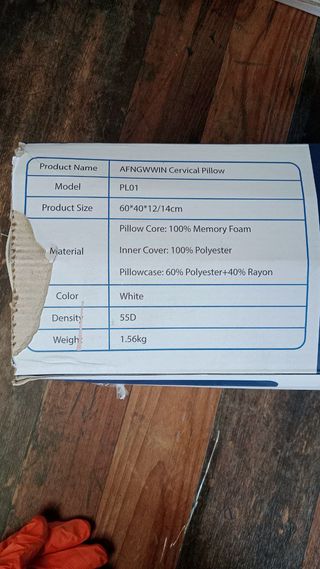 Product Name AFNGWWIN Cervical Pillow
Model PL01
Product Size 60*40*12/14cm
Pillow Core: 100% Memory Foam
Material Inner Cover: 100% Polyester
Pillowcase: 60% Polyester+40% Rayon
Color White
Density 55D
Weight 1.56kg